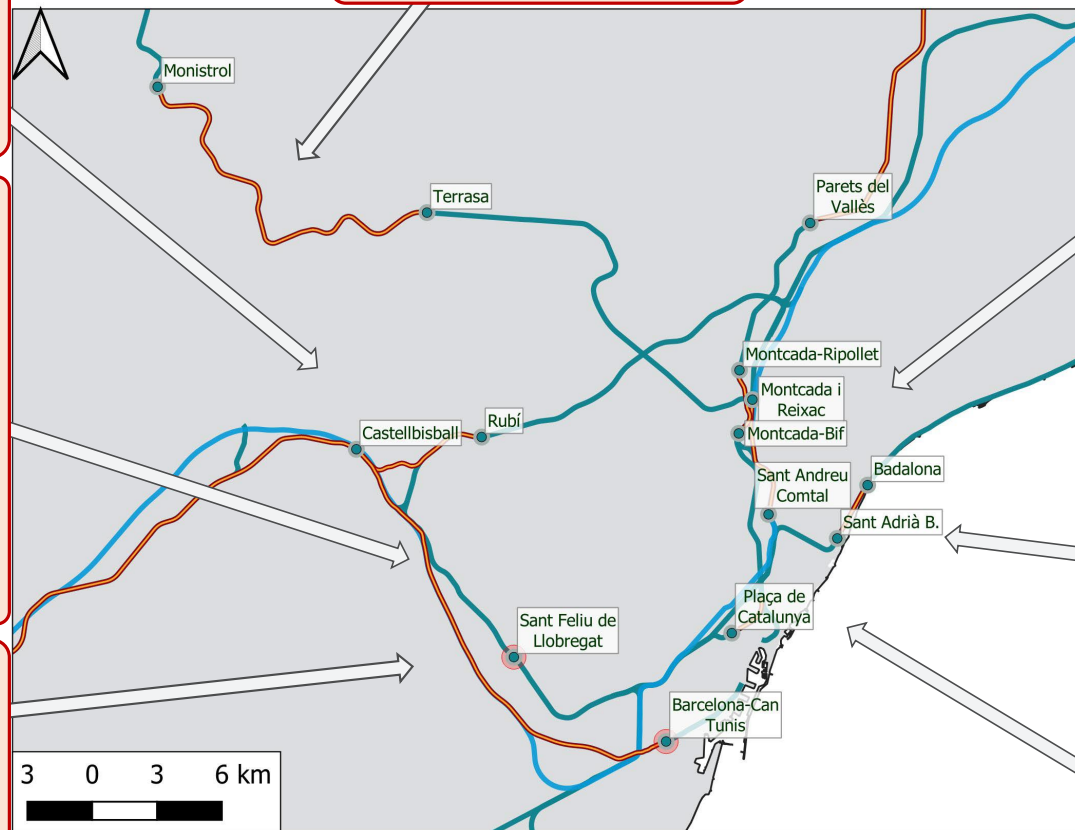 Monistrol
Terrasa
Parets del
Vallès
Montcada-Ripollet
Montcada i
Reixac
Montcada-Bif
Rubí
Castellbisball
Sant Andreu
Comtal
Badalona
Sant Adrià B.
Plaça de
Catalunya
Sant Feliu de
Llobregat
Barcelona-Can
Tunis
3 0 3 6 km